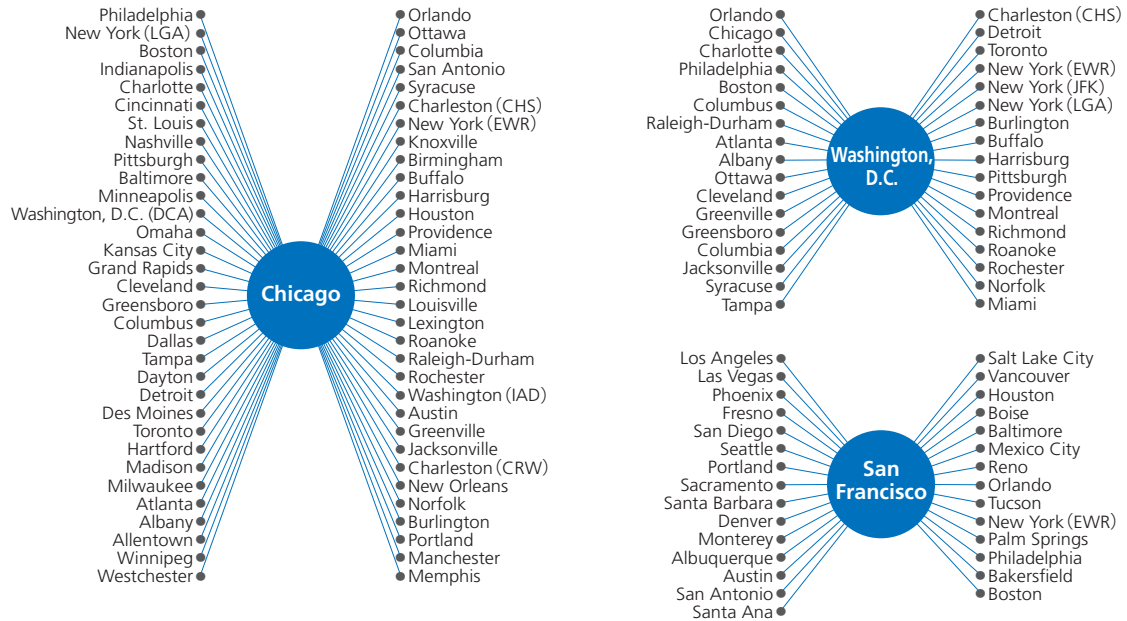 Philadelphia
New York (LGA)
Boston
Indianapolis
Charlotte
Cincinnati
St. Louis
Nashville
Pittsburgh
Baltimore
Minneapolis
Washington, D.C. (DCA)
Omaha
Kansas City
Grand Rapids
Cleveland
Greensboro
Columbus
Dallas
Tampa
Dayton
Detroit
Des Moines
Toronto
Hartford
Madison
Milwaukee
Atlanta
Albany
Allentown
Winnipeg
Westchester
Chicago
Orlando
Ottawa
Columbia
San Antonio
Syracuse
Charleston (CHS)
New York (EWR)
Knoxville
Birmingham
Buffalo
Harrisburg
Houston
Providence
Miami
Montreal
Richmond
Louisville
Lexington
Roanoke
Raleigh-Durham
Rochester
Washington (IAD)
Austin
Greenville
Jacksonville
Charleston (CRW)
New Orleans
Norfolk
Burlington
Portland
Manchester
Memphis
Orlando
Chicago
Charlotte
Philadelphia
Boston
Columbus
Raleigh-Durham
Atlanta
Albany
Ottawa
Cleveland
Greenville
Greensboro
Columbia
Jacksonville
Syracuse
Tampa
Washington,
D.C.
Charleston (CHS)
Detroit
Toronto
New York (EWR)
New York (JFK)
New York (LGA)
Burlington
Buffalo
Harrisburg
Pittsburgh
Providence
Montreal
Richmond
Roanoke
Rochester
Norfolk
Miami
Los Angeles
Las Vegas
Phoenix
Fresno
San Diego
Seattle
Portland
Sacramento
Santa Barbara
Denver
Monterey
Albuquerque
Austin
San Antonio
Santa Ana
San
Francisco
Salt Lake City
Vancouver
Houston
Boise
Baltimore
Mexico City
Reno
Orlando
Tucson
New York (EWR)
Palm Springs
Philadelphia
Bakersfield
Boston